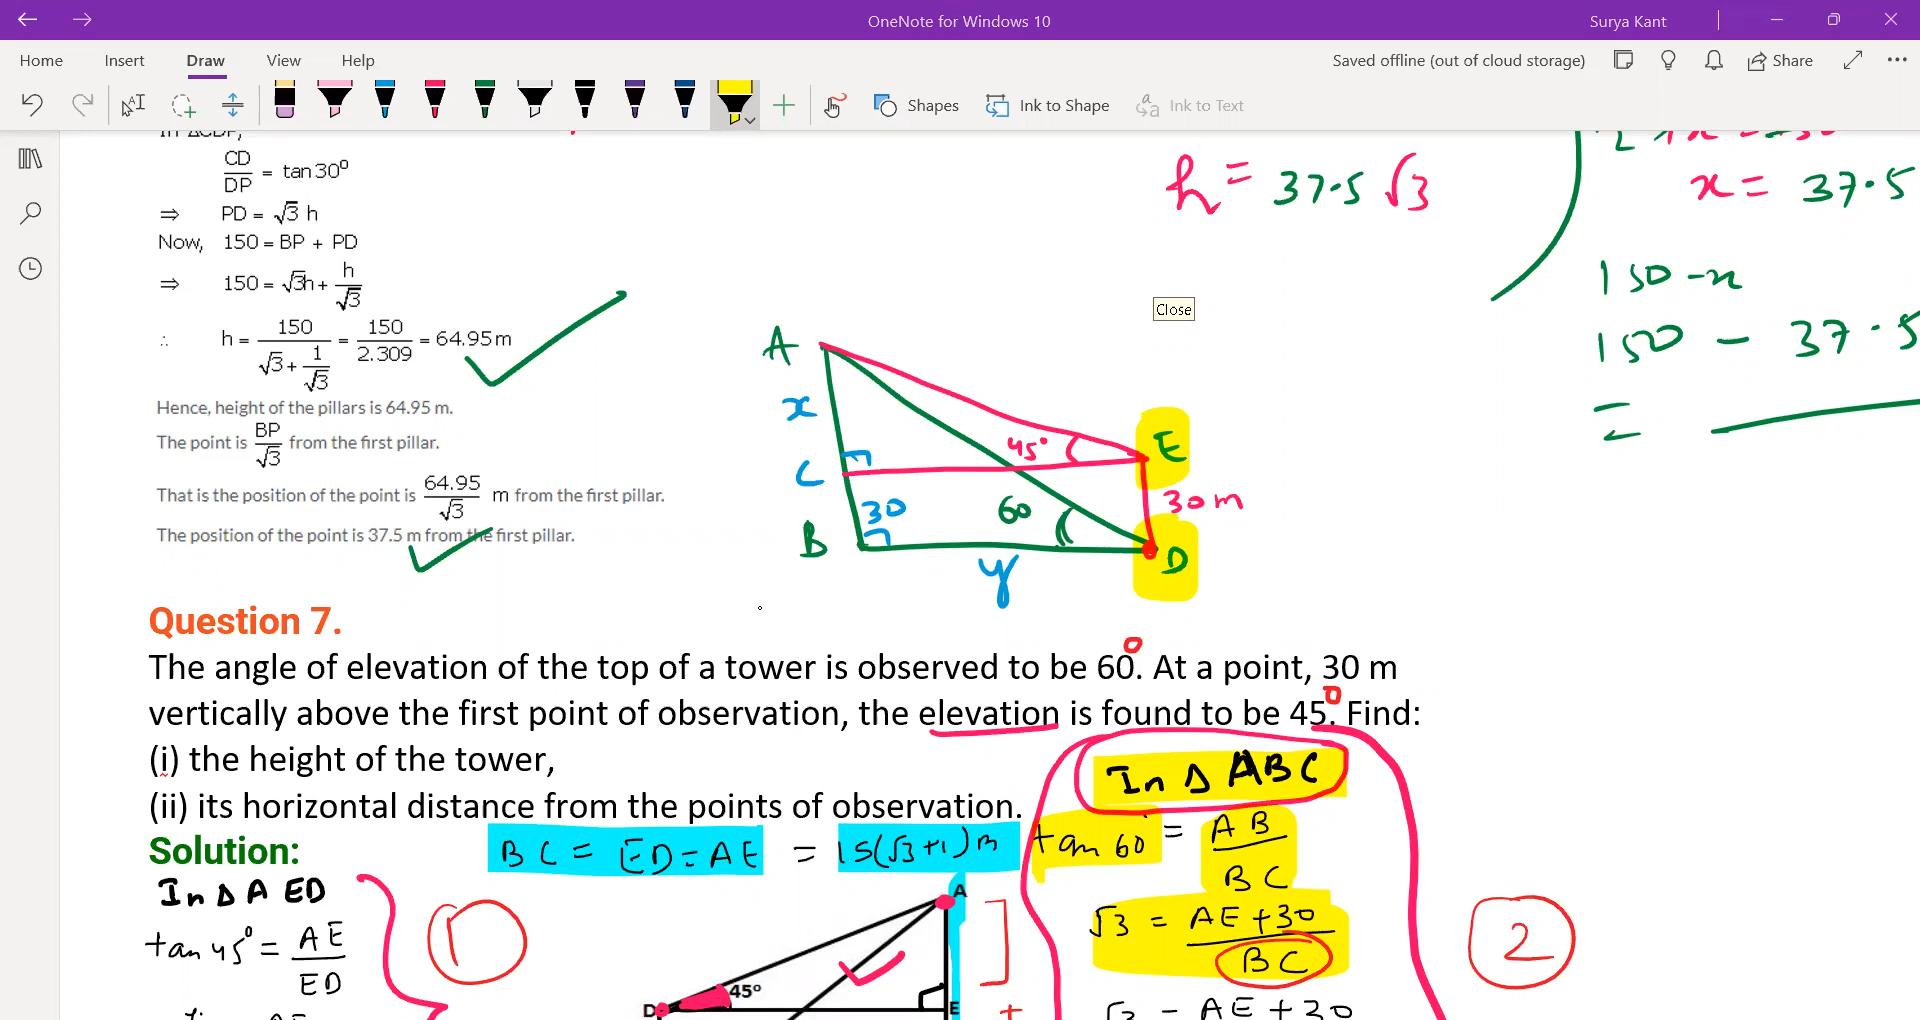 OneNote for Windows 10
Surya Kant
Home Insert Draw View Help
Saved offline (out of cloud storage)
Share
Shapes
Ink to Shape
Ink to Text
In ΔCDP,
CD/DP = tan30⁰
⇒ PD = √3 h
Now, 150 = BP + PD
⇒ 150 = √3h + h/√3
∴ h = 150/(√3 + 1/√3) = 150/2.309 = 64.95 m
Hence, height of the pillars is 64.95 m.
The point is BP/√3 from the first pillar.
That is the position of the point is 64.95/√3 m from the first pillar.
The position of the point is 37.5 m from the first pillar.
h = 37.5 √3
x = 37.5
150 - x
150 - 37.5
=
Close
A
x
C
30
B
y
45°
60
E
30 m
D
Question 7.
The angle of elevation of the top of a tower is observed to be 60°. At a point, 30 m
vertically above the first point of observation, the elevation is found to be 45°. Find:
(i) the height of the tower,
(ii) its horizontal distance from the points of observation.
Solution:
BC = ED = AE = 15(√3+1) m
In Δ AED
tan 45° = AE/ED
1
In Δ ABC
tan 60 = AB/BC
√3 = AE + 30/BC
√3 = AE + 30
2
A
45°
D
E
+